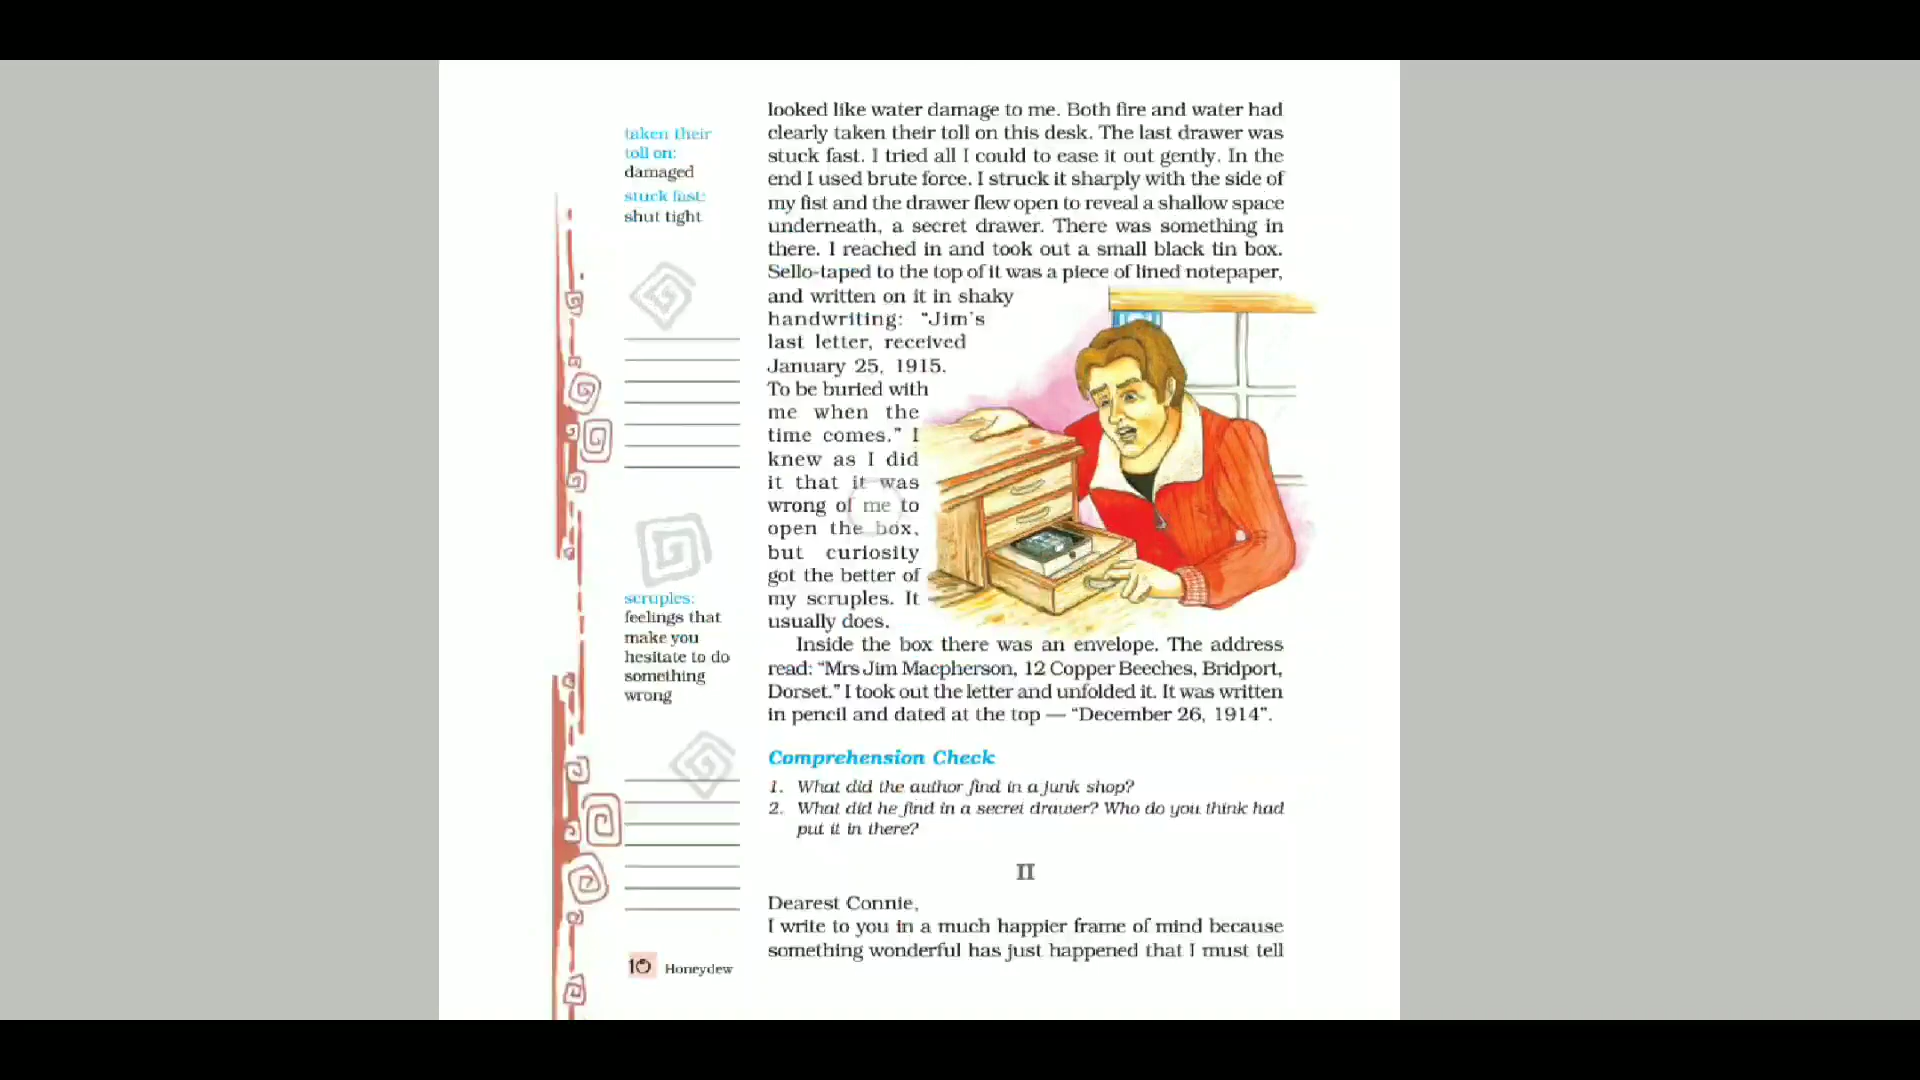 taken their
toll on:
damaged
stuck fast:
shut tight
scruples:
feelings that
make you
hesitate to do
something
wrong
looked like water damage to me. Both fire and water had
clearly taken their toll on this desk. The last drawer was
stuck fast. I tried all I could to ease it out gently. In the
end I used brute force. I struck it sharply with the side of
my fist and the drawer flew open to reveal a shallow space
underneath, a secret drawer. There was something in
there. I reached in and took out a small black tin box.
Sello-taped to the top of it was a piece of lined notepaper,
and written on it in shaky
handwriting: “Jim's
last letter, received
January 25, 1915.
To be buried with
me when the
time comes.” I
knew as I did
it that it was
wrong of me to
open the box,
but curiosity
got the better of
my scruples. It
usually does.
Inside the box there was an envelope. The address
read: “Mrs Jim Macpherson, 12 Copper Beeches, Bridport,
Dorset.” I took out the letter and unfolded it. It was written
in pencil and dated at the top — “December 26, 1914”.
Comprehension Check
1. What did the author find in a junk shop?
2. What did he find in a secret drawer? Who do you think had
put it in there?
II
Dearest Connie,
I write to you in a much happier frame of mind because
something wonderful has just happened that I must tell
10 Honeydew